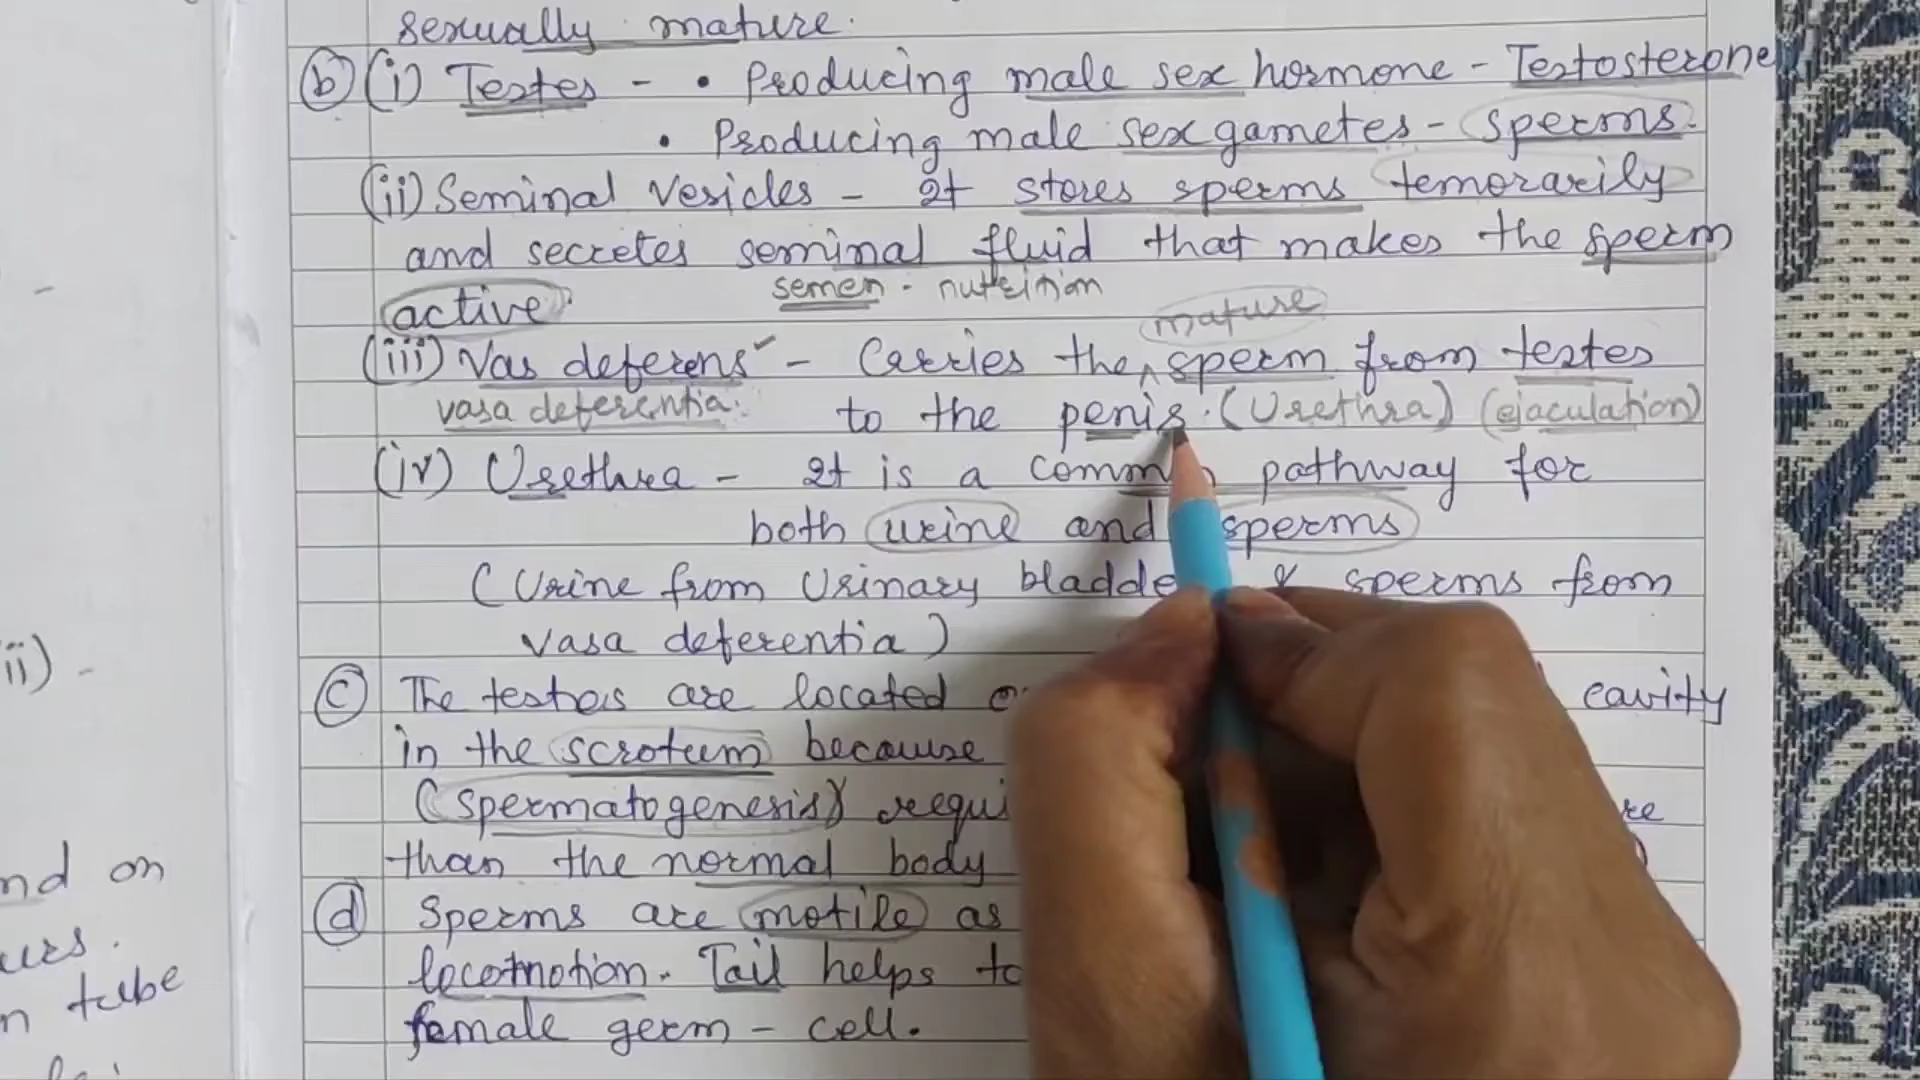 sexually mature.
(b) (i) Testes - • Producing male sex hormone - Testosterone
• Producing male sex gametes - sperms.
(ii) Seminal Vesicles - It stores sperms temorarily
and secretes seminal fluid that makes the sperm
active. semen - nutrition
mature
(iii) Vas deferens - Carries the ^ sperm from testes
vasa deferentia. to the penis. (Urethra) (ejaculation)
(iv) Urethra - It is a common pathway for
both urine and sperms
(Urine from Urinary bladde & sperms from
vasa deferentia)
(c) The testes are located cavity
in the scrotum because
(spermatogenesis) requi re
than the normal body
(d) Sperms are motile as
locomotion. Tail helps to
female germ - cell.
ii) -
nd on
urs.
n tube